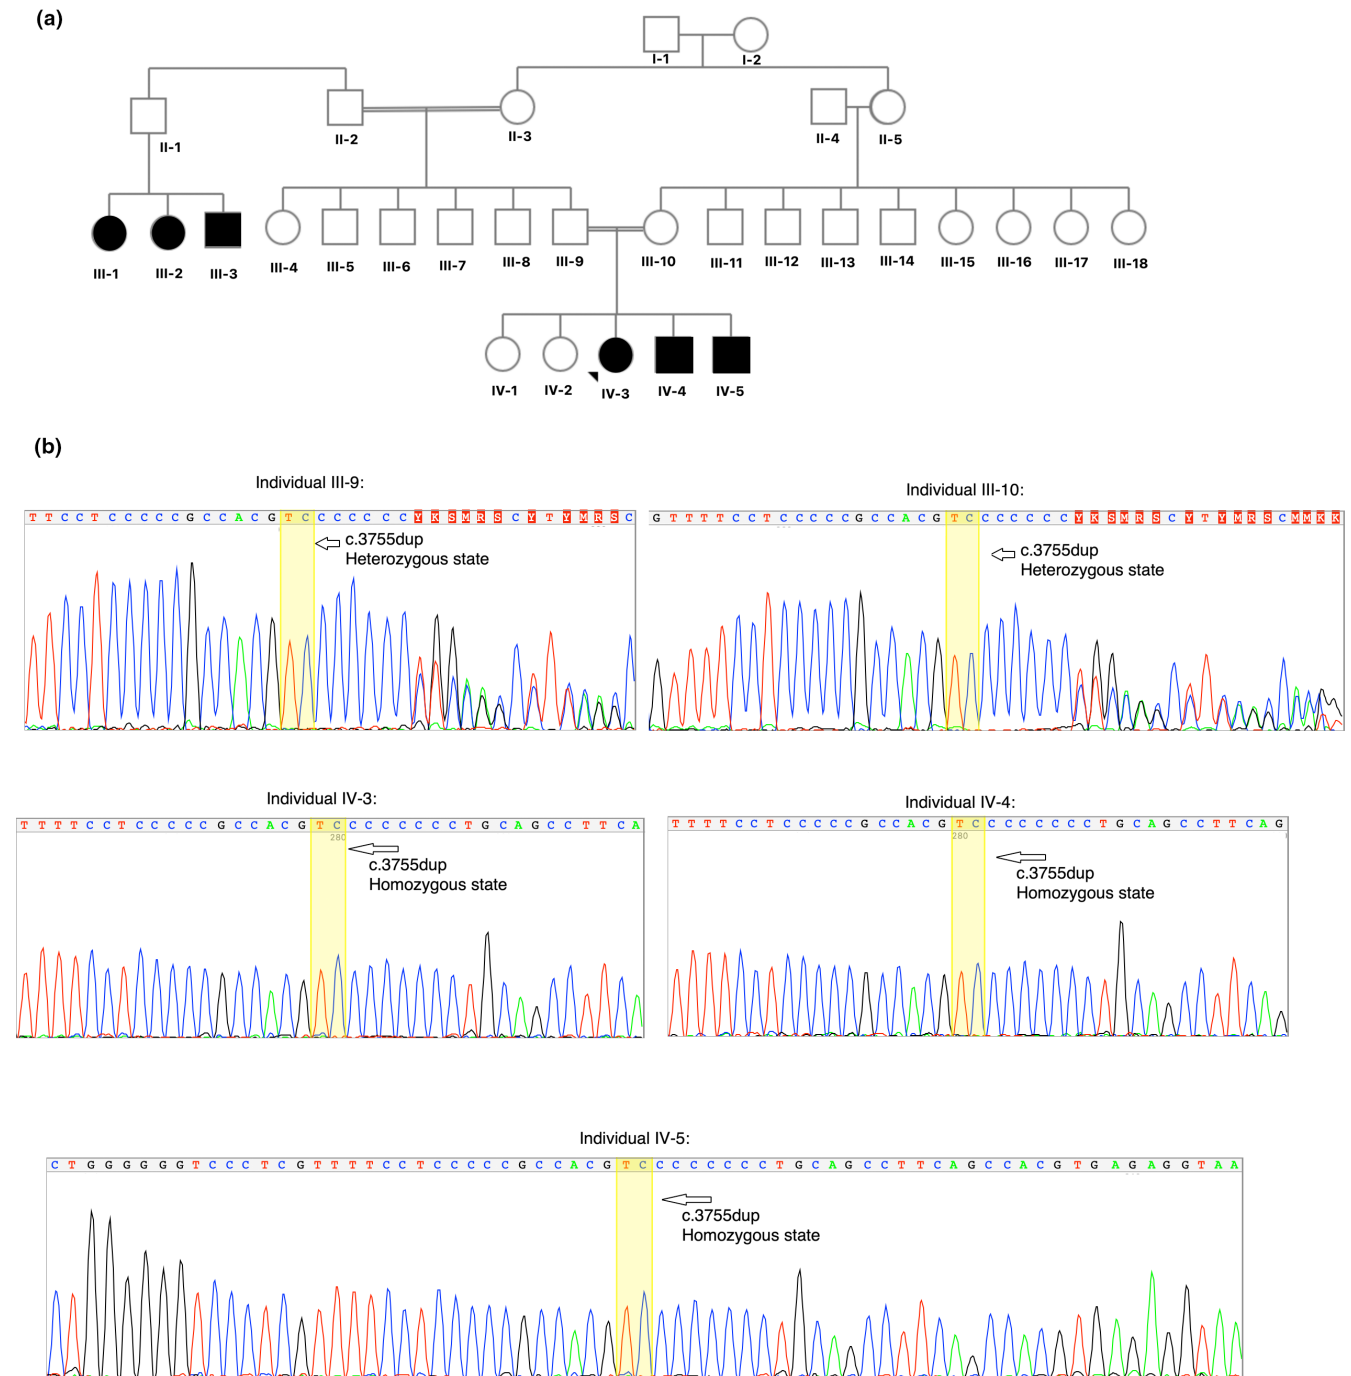 (a)
I-1 I-2
II-1 II-2 II-3 II-4 II-5
III-1 III-2 III-3 III-4 III-5 III-6 III-7 III-8 III-9 III-10 III-11 III-12 III-13 III-14 III-15 III-16 III-17 III-18
IV-1 IV-2 IV-3 IV-4 IV-5
(b)
Individual III-9:
T T C C T C C C C C G C C A C G T C C C C C C C Y K S M R S C Y T Y M R S C
c.3755dup
Heterozygous state
Individual III-10:
G T T T T C C T C C C C C G C C A C G T C C C C C C C Y K S M R S C Y T Y M R S C M M K K
c.3755dup
Heterozygous state
Individual IV-3:
T T T T C C T C C C C C G C C A C G T C C C C C C C C T G C A G C C T T C A
280
c.3755dup
Homozygous state
Individual IV-4:
T T T T C C T C C C C C G C C A C G T C C C C C C C C T G C A G C C T T C A G
280
c.3755dup
Homozygous state
Individual IV-5:
C T G G G G G G T C C C T C G T T T T C C T C C C C C G C C A C G T C C C C C C C C T G C A G C C T T C A G C C A C G T G A G A G G T A A
c.3755dup
Homozygous state